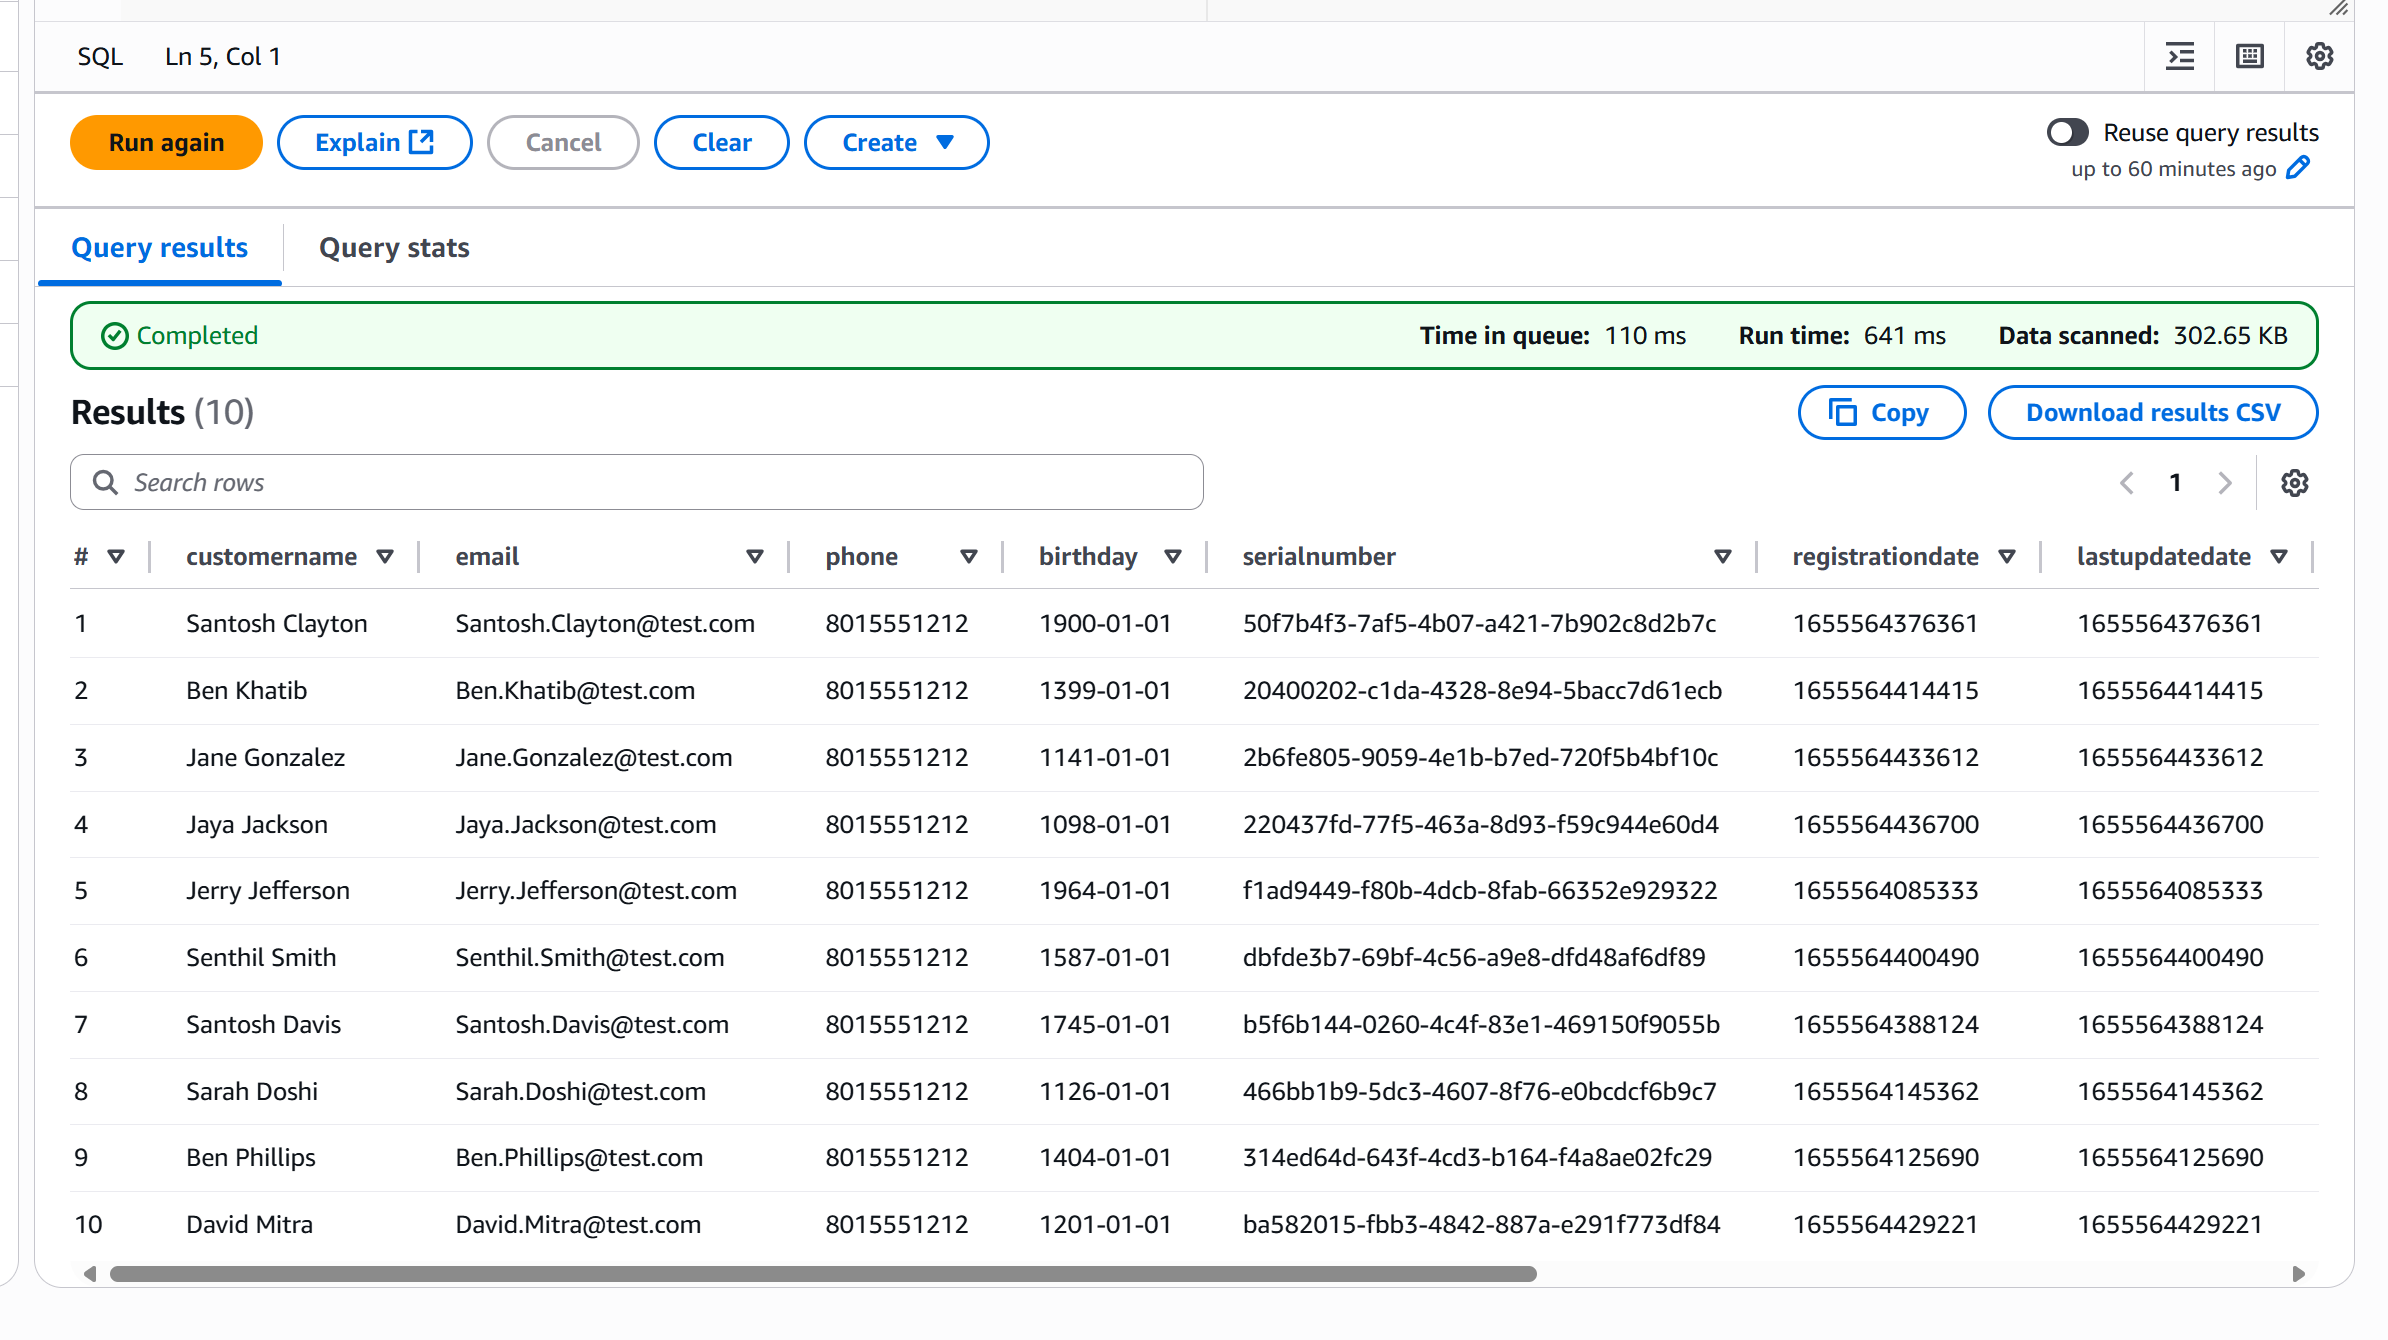 SQL Ln 5, Col 1
Run again Explain Cancel Clear Create Reuse query results
up to 60 minutes ago
Query results Query stats
Completed Time in queue: 110 ms Run time: 641 ms Data scanned: 302.65 KB
Results (10) Copy Download results CSV
Search rows 1
# customername email phone birthday serialnumber registrationdate lastupdatedate
1 Santosh Clayton Santosh.Clayton@test.com 8015551212 1900-01-01 50f7b4f3-7af5-4b07-a421-7b902c8d2b7c 1655564376361 1655564376361
2 Ben Khatib Ben.Khatib@test.com 8015551212 1399-01-01 20400202-c1da-4328-8e94-5bacc7d61ecb 1655564414415 1655564414415
3 Jane Gonzalez Jane.Gonzalez@test.com 8015551212 1141-01-01 2b6fe805-9059-4e1b-b7ed-720f5b4bf10c 1655564433612 1655564433612
4 Jaya Jackson Jaya.Jackson@test.com 8015551212 1098-01-01 220437fd-77f5-463a-8d93-f59c944e60d4 1655564436700 1655564436700
5 Jerry Jefferson Jerry.Jefferson@test.com 8015551212 1964-01-01 f1ad9449-f80b-4dcb-8fab-66352e929322 1655564085333 1655564085333
6 Senthil Smith Senthil.Smith@test.com 8015551212 1587-01-01 dbfde3b7-69bf-4c56-a9e8-dfd48af6df89 1655564400490 1655564400490
7 Santosh Davis Santosh.Davis@test.com 8015551212 1745-01-01 b5f6b144-0260-4c4f-83e1-469150f9055b 1655564388124 1655564388124
8 Sarah Doshi Sarah.Doshi@test.com 8015551212 1126-01-01 466bb1b9-5dc3-4607-8f76-e0bcdcf6b9c7 1655564145362 1655564145362
9 Ben Phillips Ben.Phillips@test.com 8015551212 1404-01-01 314ed64d-643f-4cd3-b164-f4a8ae02fc29 1655564125690 1655564125690
10 David Mitra David.Mitra@test.com 8015551212 1201-01-01 ba582015-fbb3-4842-887a-e291f773df84 1655564429221 1655564429221